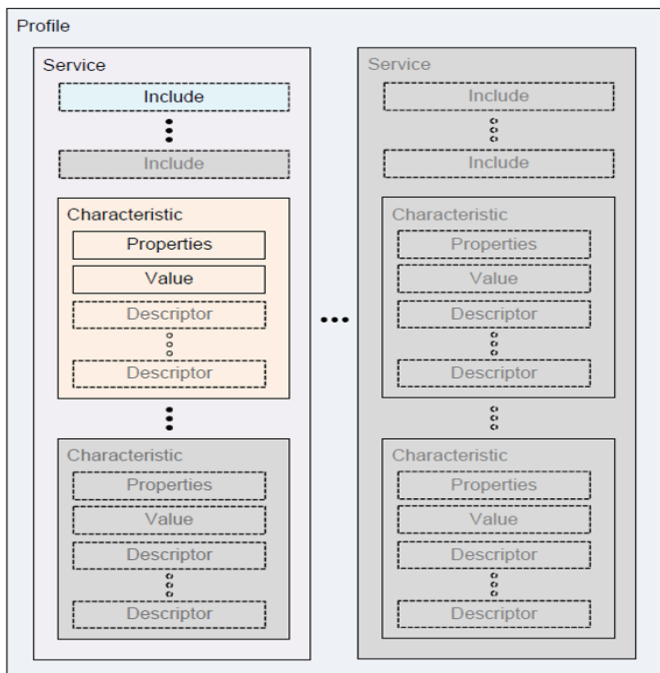 Profile
Service
Include
Include
Characteristic
Properties
Value
Descriptor
Descriptor
Characteristic
Properties
Value
Descriptor
Descriptor
Service
Include
Include
Characteristic
Properties
Value
Descriptor
Descriptor
Characteristic
Properties
Value
Descriptor
Descriptor